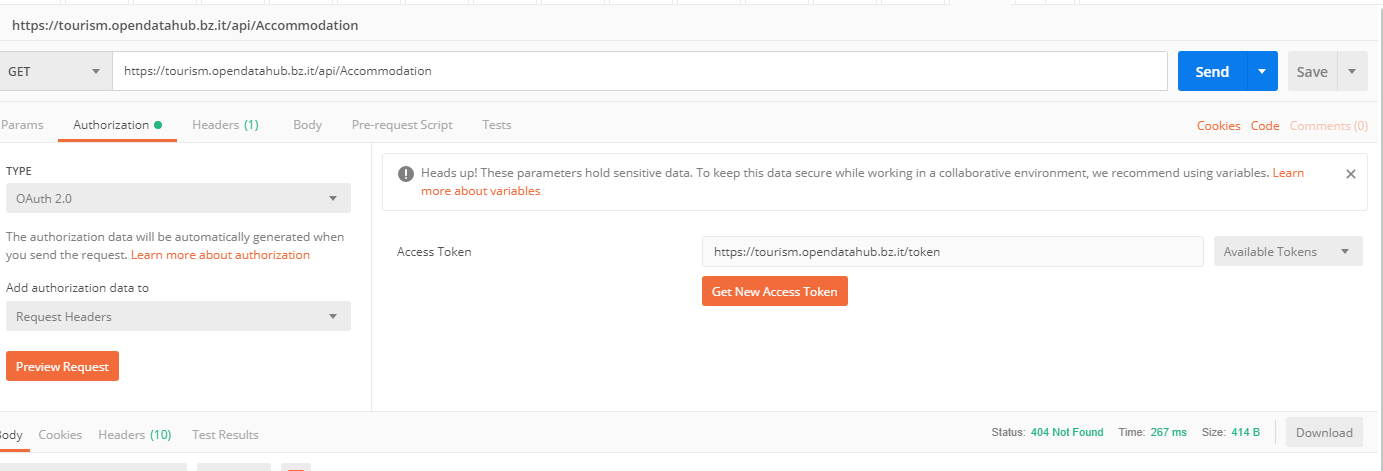 https://tourism.opendatahub.bz.it/api/Accommodation
GET https://tourism.opendatahub.bz.it/api/Accommodation Send Save
Params Authorization Headers (1) Body Pre-request Script Tests Cookies Code Comments (0)
TYPE
OAuth 2.0
The authorization data will be automatically generated when
you send the request. Learn more about authorization
Add authorization data to
Request Headers
Preview Request
Heads up! These parameters hold sensitive data. To keep this data secure while working in a collaborative environment, we recommend using variables. Learn
more about variables
Access Token https://tourism.opendatahub.bz.it/token Available Tokens
Get New Access Token
Body Cookies Headers (10) Test Results Status: 404 Not Found Time: 267 ms Size: 414 B Download